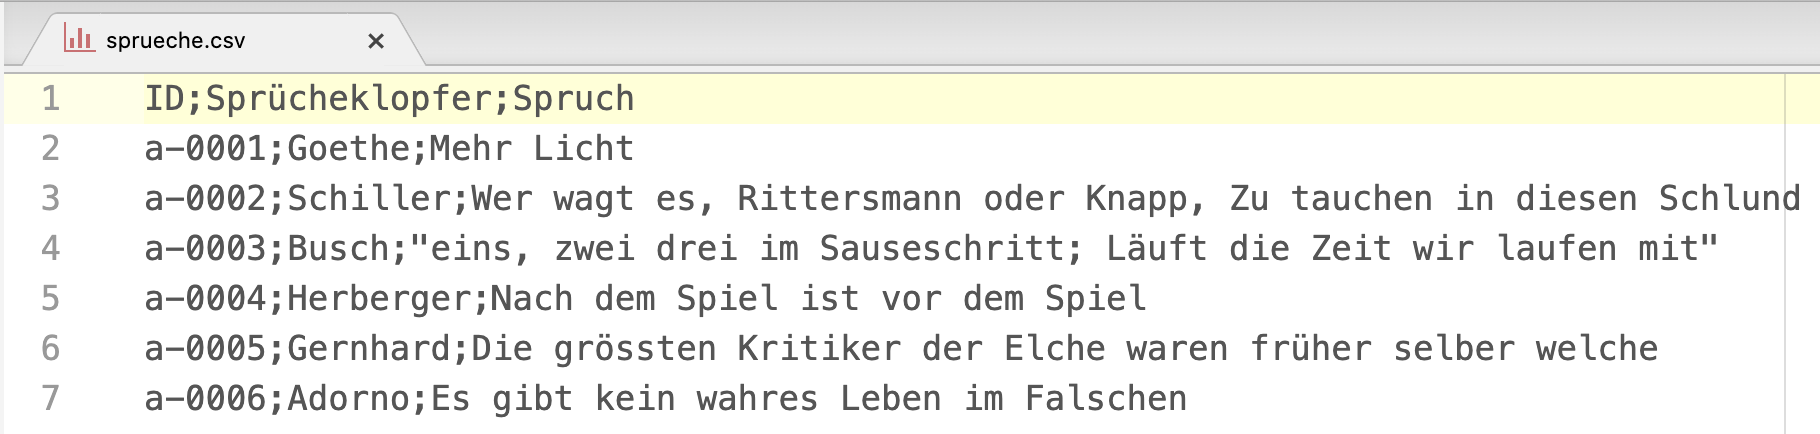 sprueche.csv ×
1 ID;Sprücheklopfer;Spruch
2 a-0001;Goethe;Mehr Licht
3 a-0002;Schiller;Wer wagt es, Rittersmann oder Knapp, Zu tauchen in diesen Schlund
4 a-0003;Busch;"eins, zwei drei im Sauseschritt; Läuft die Zeit wir laufen mit"
5 a-0004;Herberger;Nach dem Spiel ist vor dem Spiel
6 a-0005;Gernhard;Die grössten Kritiker der Elche waren früher selber welche
7 a-0006;Adorno;Es gibt kein wahres Leben im Falschen